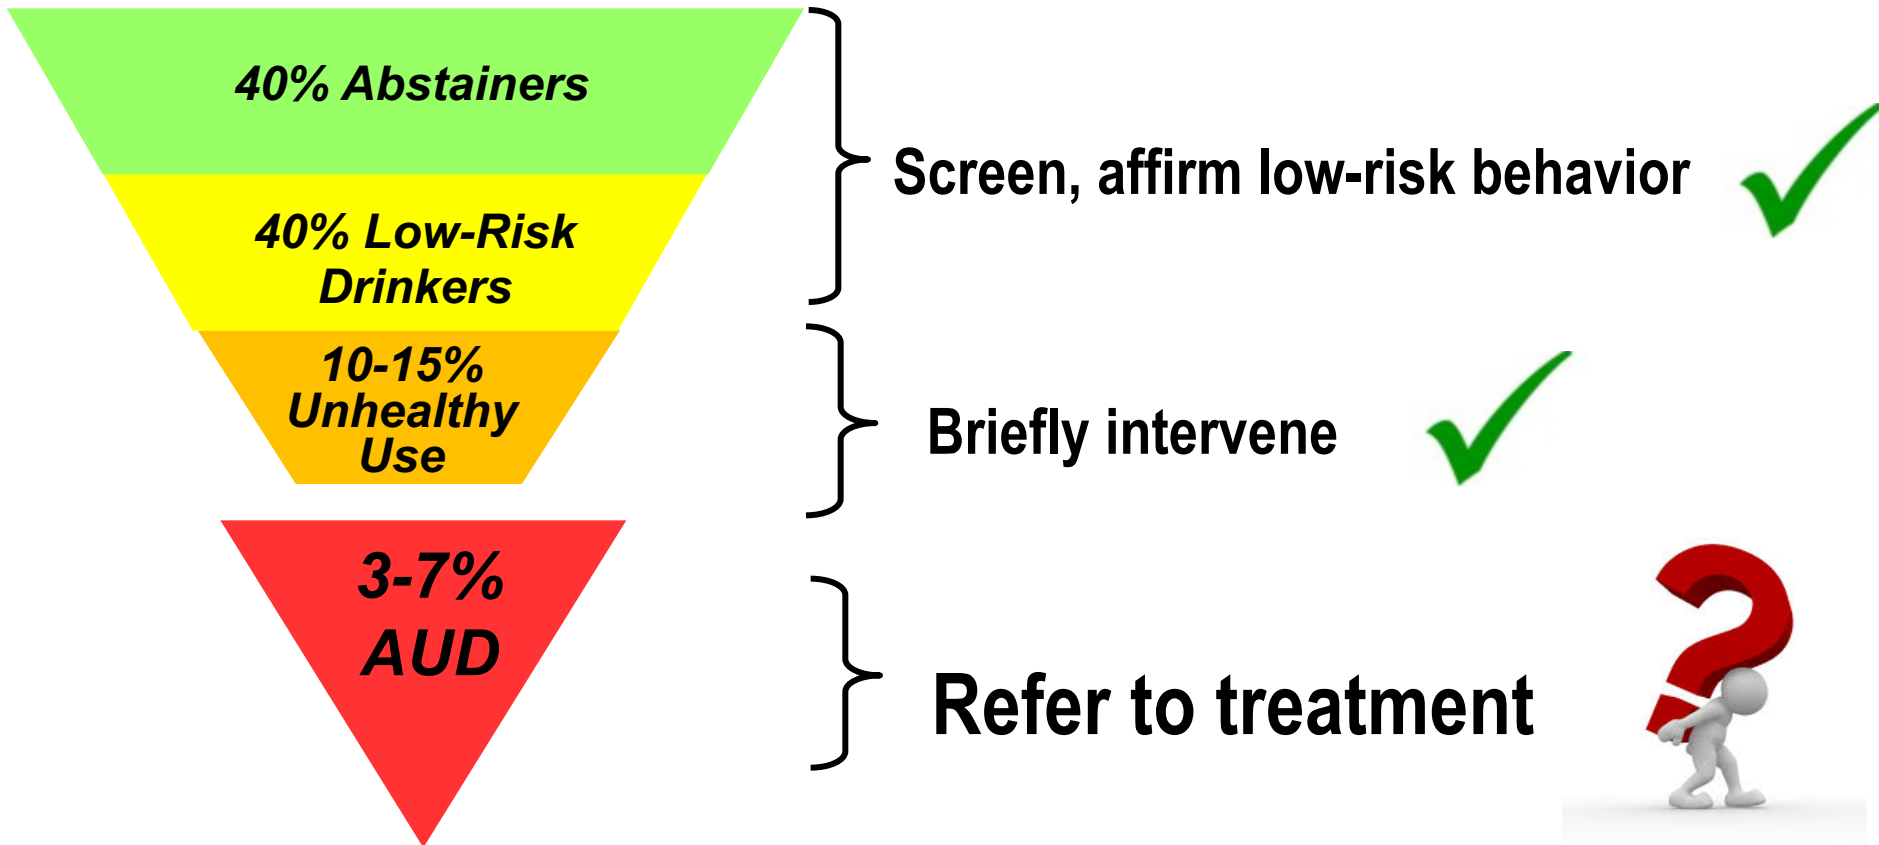 40% Abstainers
Screen, affirm low-risk behavior
40% Low-Risk
Drinkers
10-15%
Unhealthy
Use
Briefly intervene
3-7%
AUD
Refer to treatment
?